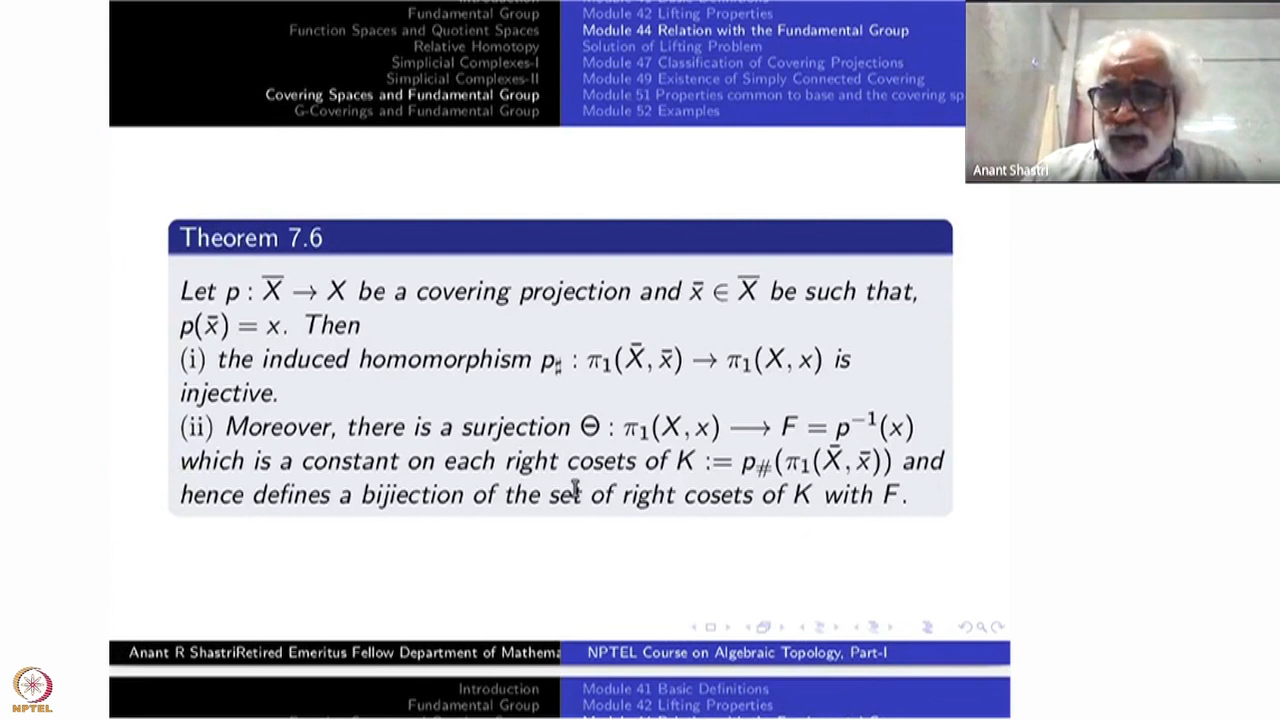 Fundamental Group
Function Spaces and Quotient Spaces
Relative Homotopy
Simplicial Complexes-I
Simplicial Complexes-II
Covering Spaces and Fundamental Group
G-Coverings and Fundamental Group
Module 42 Lifting Properties
Module 44 Relation with the Fundamental Group
Solution of Lifting Problem
Module 47 Classification of Covering Projections
Module 49 Existence of Simply Connected Covering
Module 51 Properties common to base and the covering sp
Module 52 Examples
Anant Shastri
Theorem 7.6
Let p : X̅ → X be a covering projection and x̄ ∈ X̅ be such that,
p(x̄) = x. Then
(i) the induced homomorphism p♯ : π₁(X̄, x̄) → π₁(X, x) is
injective.
(ii) Moreover, there is a surjection Θ : π₁(X, x) ⟶ F = p⁻¹(x)
which is a constant on each right cosets of K := p#(π₁(X̄, x̄)) and
hence defines a bijiection of the set of right cosets of K with F.
Anant R ShastriRetired Emeritus Fellow Department of Mathema
NPTEL Course on Algebraic Topology, Part-I
Introduction
Fundamental Group
Module 41 Basic Definitions
Module 42 Lifting Properties
NPTEL